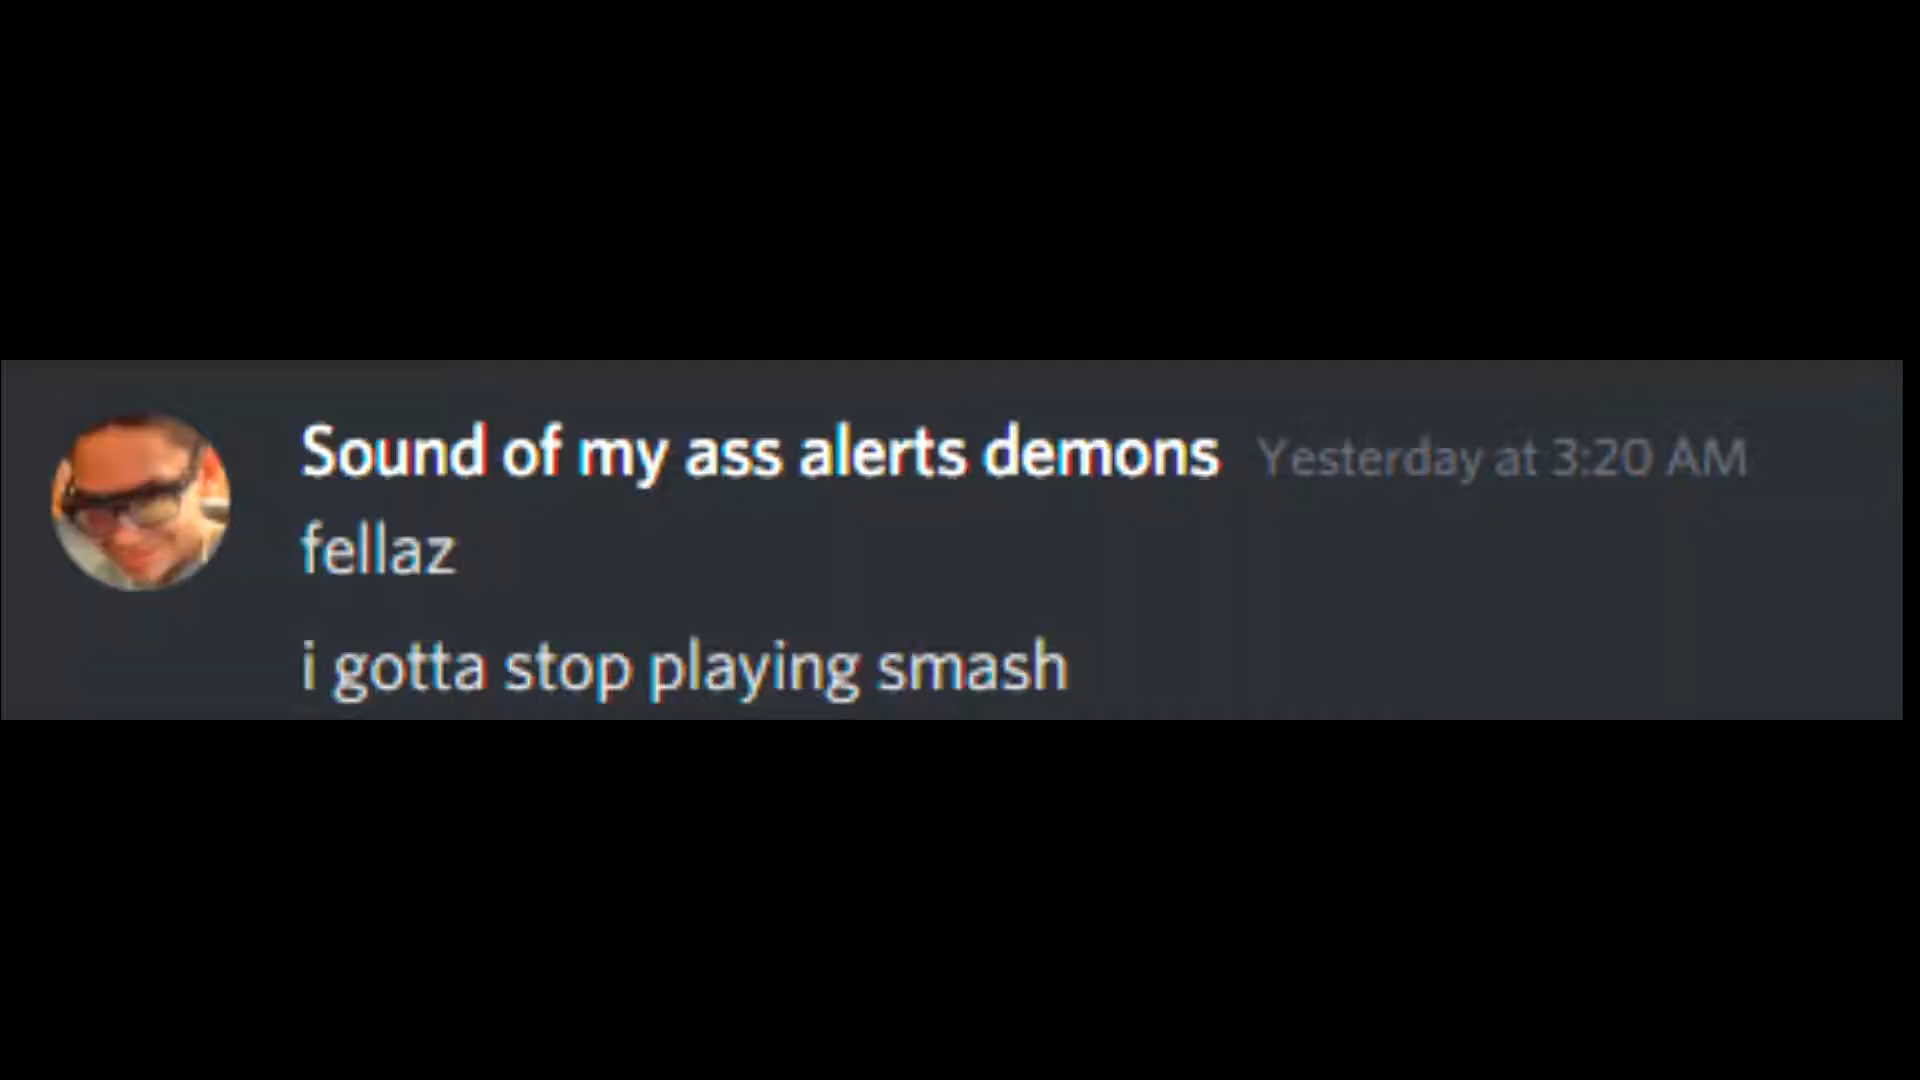 Sound of my ass alerts demons Yesterday at 3:20 AM
fellaz
i gotta stop playing smash